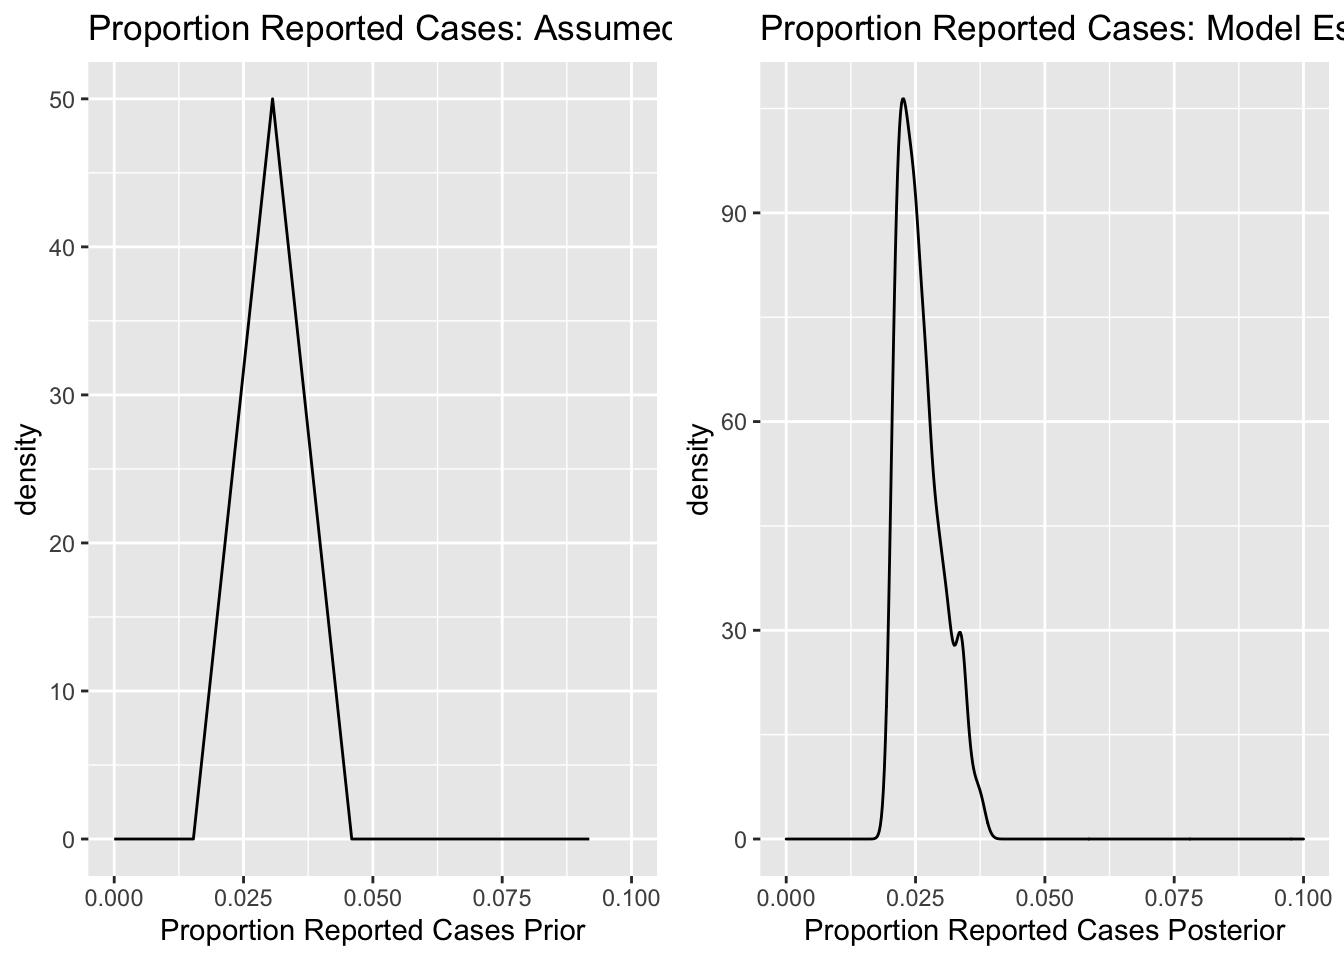 Proportion Reported Cases: Assumed
50
40
30
20
10
0
density
0.000 0.025 0.050 0.075 0.100
Proportion Reported Cases Prior
Proportion Reported Cases: Model Es
90
60
30
0
density
0.000 0.025 0.050 0.075 0.100
Proportion Reported Cases Posterior